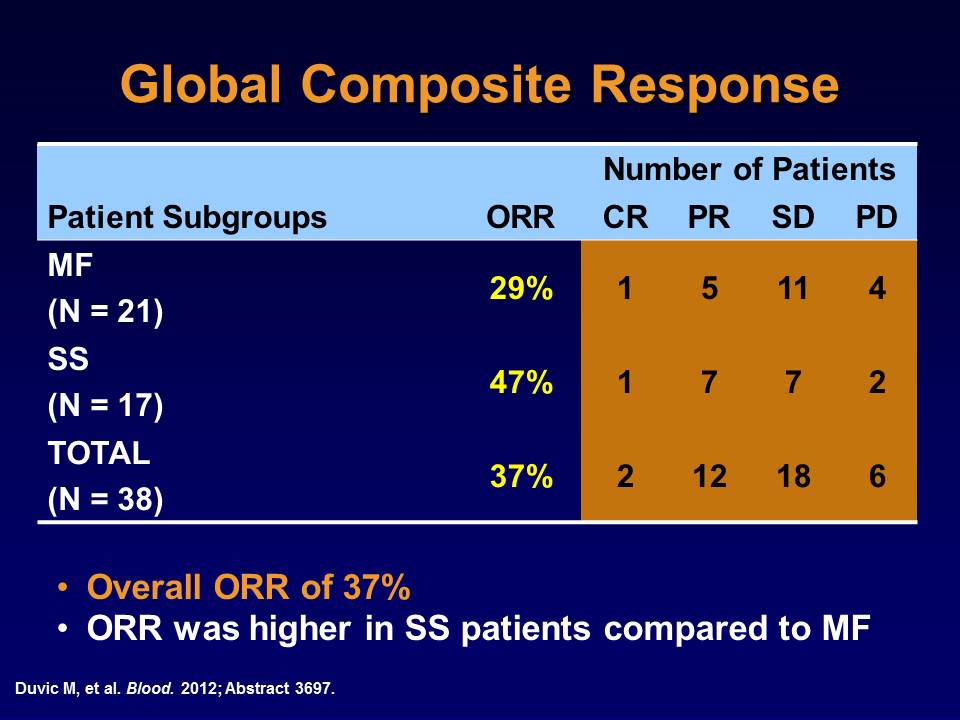 Global Composite Response
Number of Patients
Patient Subgroups ORR CR PR SD PD
MF
(N = 21)
29% 1 5 11 4
SS
(N = 17)
47% 1 7 7 2
TOTAL
(N = 38)
37% 2 12 18 6
• Overall ORR of 37%
• ORR was higher in SS patients compared to MF
Duvic M, et al. Blood. 2012; Abstract 3697.